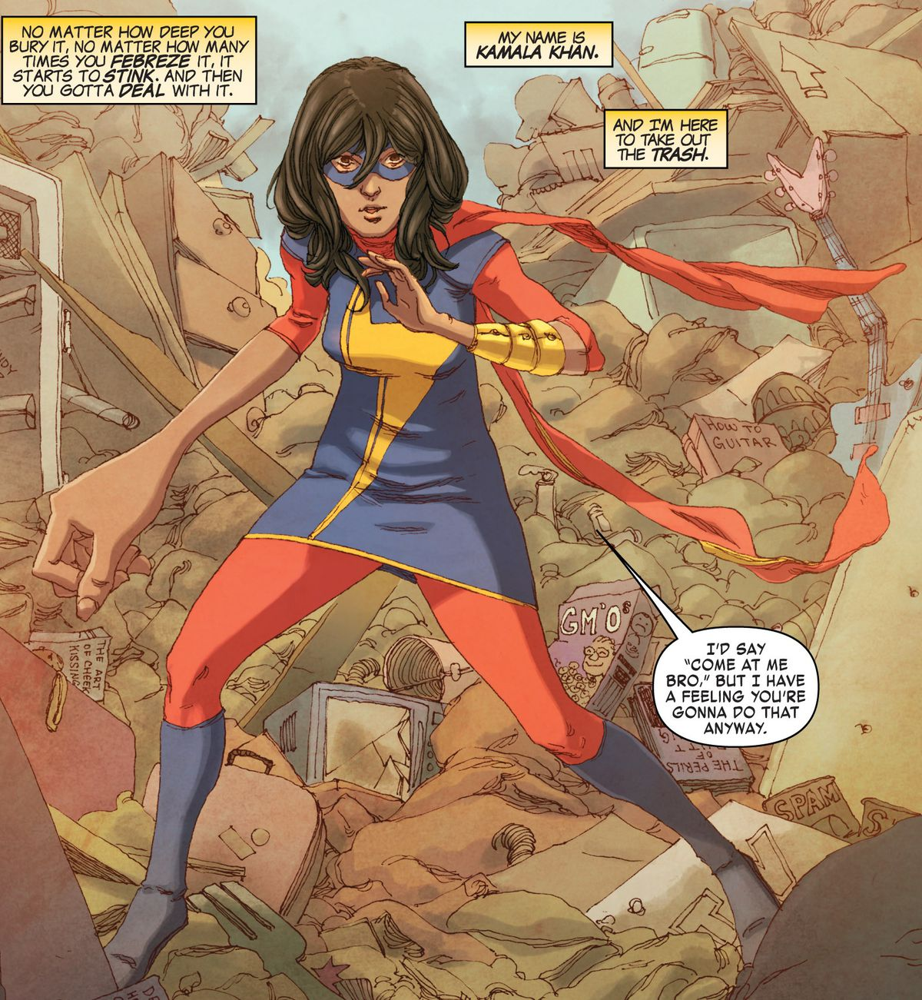 NO MATTER HOW DEEP YOU
BURY IT, NO MATTER HOW MANY
TIMES YOU FEBREZE IT, IT
STARTS TO STINK. AND THEN
YOU GOTTA DEAL WITH IT.
MY NAME IS
KAMALA KHAN.
AND I'M HERE
TO TAKE OUT
THE TRASH.
HOW TO
GUITAR
GM'Os
I'D SAY
"COME AT ME
BRO," BUT I HAVE
A FEELING YOU'RE
GONNA DO THAT
ANYWAY.
THE ART
OF CHEEK
KISSING
THE PERILS
OF
SPAM